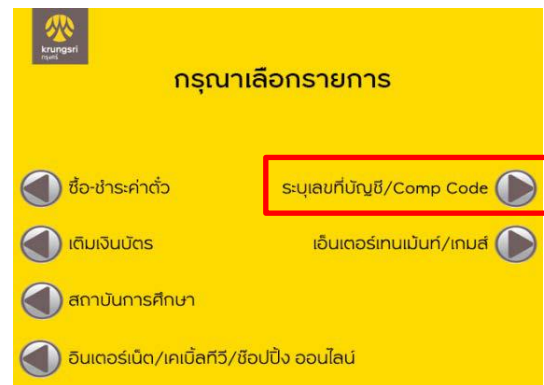 krungsri
กรุงศรี
กรุณาเลือกรายการ
ซื้อ-ชำระค่าตั๋ว
ระบุเลขที่บัญชี/Comp Code
เติมเงินบัตร
เอ็นเตอร์เทนเม้นท์/เกมส์
สถาบันการศึกษา
อินเตอร์เน็ต/เคเบิ้ลทีวี/ช๊อปปิ้ง ออนไลน์